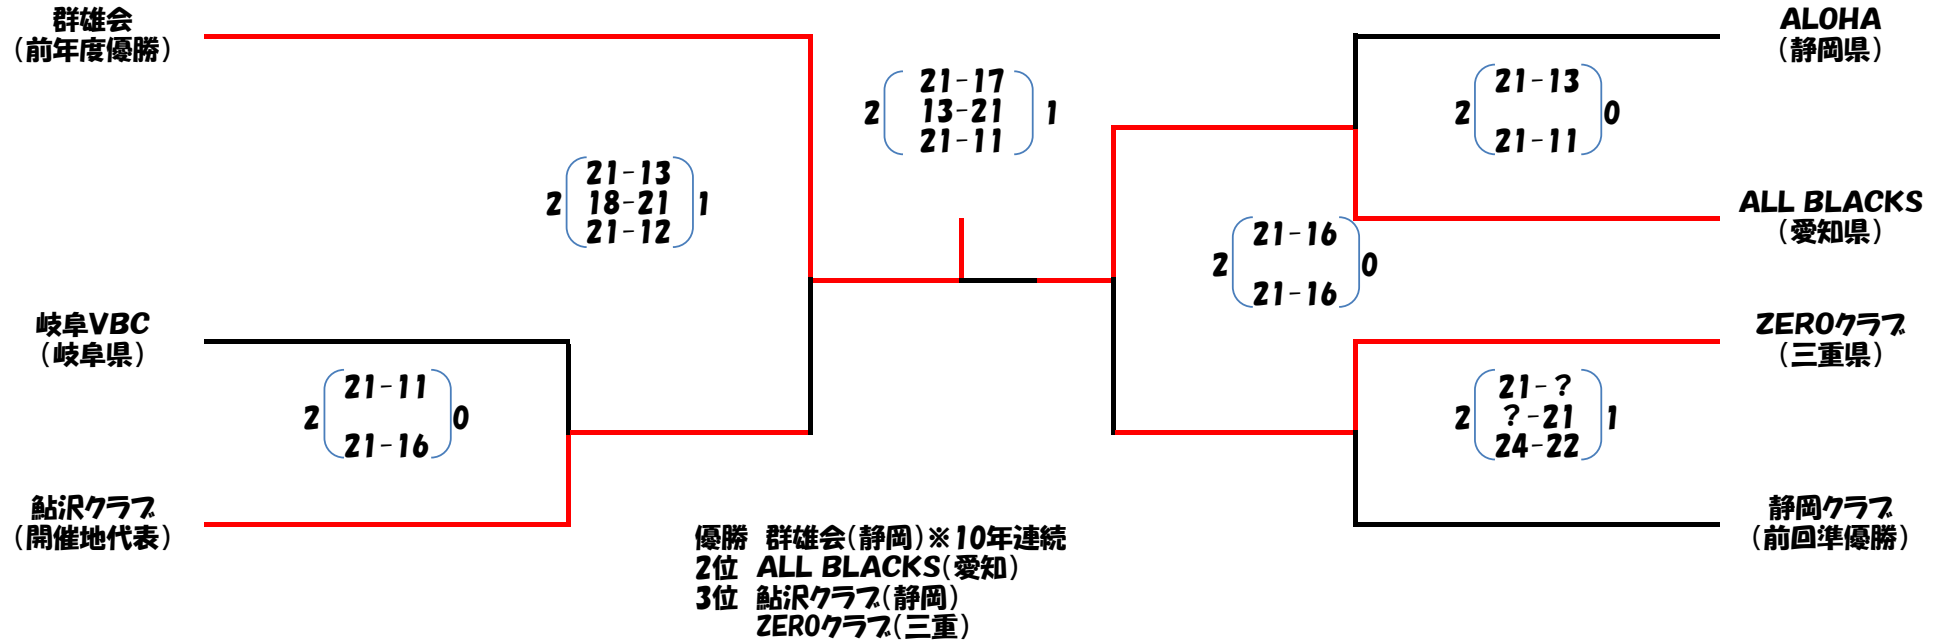 群雄会
（前年度優勝）
岐阜VBC
（岐阜県）
鮎沢クラブ
（開催地代表）
2
21-11
21-16
0
2
21-13
18-21
21-12
1
2
21-17
13-21
21-11
1
2
21-16
21-16
0
2
21-13
21-11
0
2
21-？
？-21
24-22
1
ALOHA
（静岡県）
ALL BLACKS
（愛知県）
ZEROクラブ
（三重県）
静岡クラブ
（前回準優勝）
優勝 群雄会(静岡)※10年連続
2位 ALL BLACKS(愛知)
3位 鮎沢クラブ(静岡)
ZEROクラブ(三重)